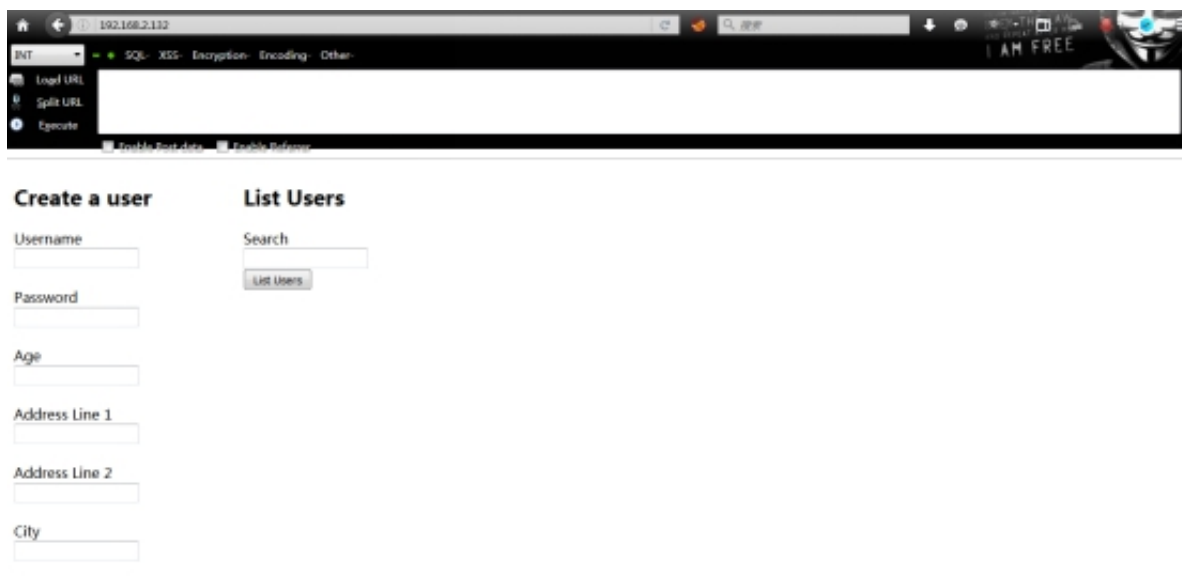 192.168.2.132
搜索
I AM FREE
INT SQL- XSS- Encryption- Encoding- Other-
Load URL
Split URL
Execute
Enable Post data Enable Referrer
Create a user List Users
Username Search
List Users
Password
Age
Address Line 1
Address Line 2
City